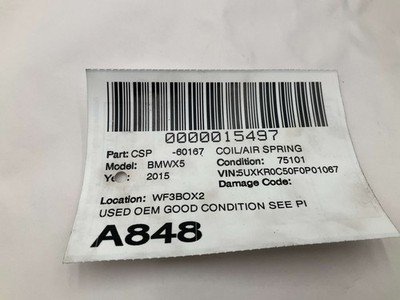 0000015497
Part: CSP -60167 COIL/AIR SPRING
Model: BMWX5 Condition: 75101
2015 VIN:5UXKR0C50F0P01067
Damage Code:
Location: WF3BOX2
USED OEM GOOD CONDITION SEE PI
A848